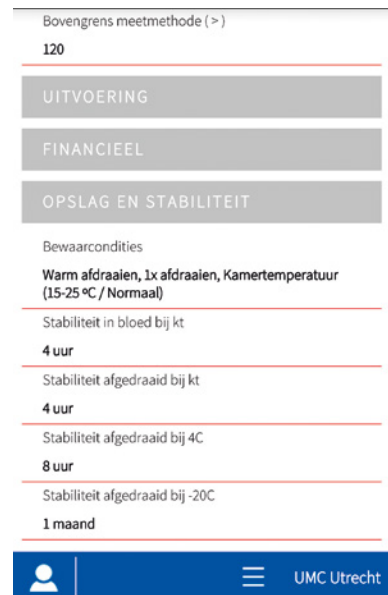 Bovengrens meetmethode ( > )
120
UITVOERING
FINANCIEEL
OPSLAG EN STABILITEIT
Bewaarcondities
Warm afdraaien, 1x afdraaien, Kamertemperatuur
(15-25 ºC / Normaal)
Stabiliteit in bloed bij kt
4 uur
Stabiliteit afgedraaid bij kt
4 uur
Stabiliteit afgedraaid bij 4C
8 uur
Stabiliteit afgedraaid bij -20C
1 maand
UMC Utrecht